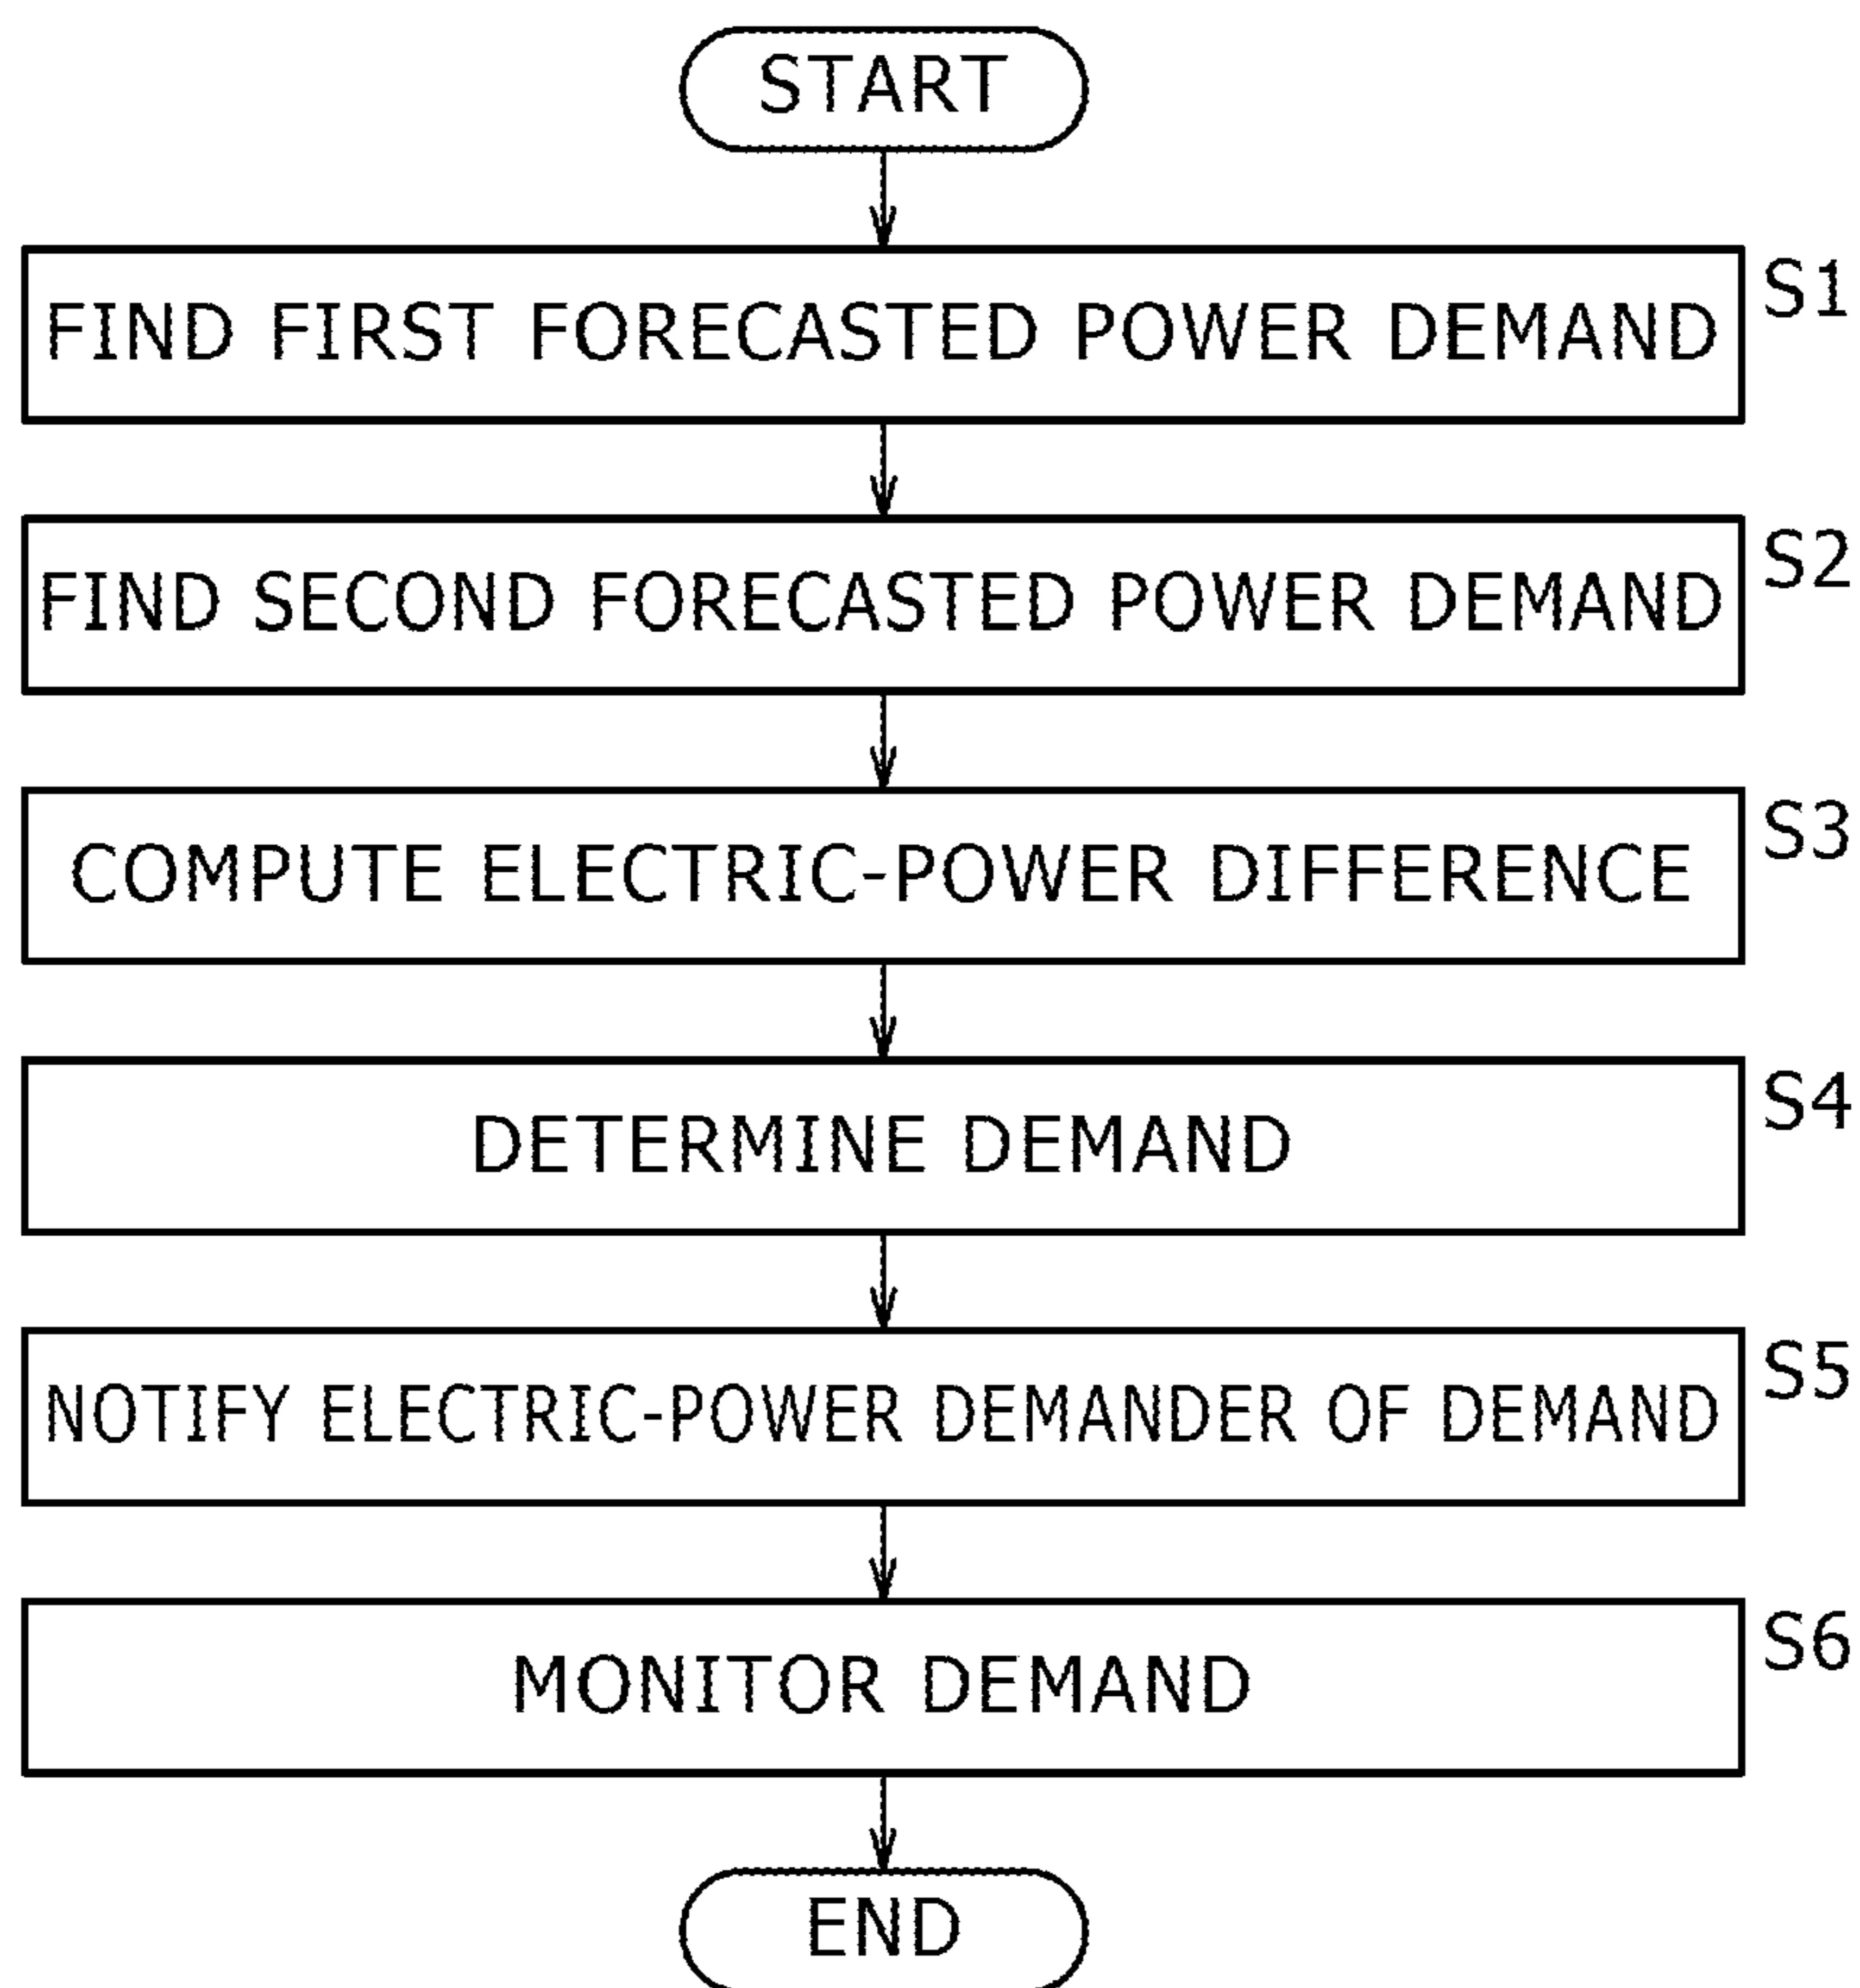 START
FIND FIRST FORECASTED POWER DEMAND S1
FIND SECOND FORECASTED POWER DEMAND S2
COMPUTE ELECTRIC-POWER DIFFERENCE S3
DETERMINE DEMAND S4
NOTIFY ELECTRIC-POWER DEMANDER OF DEMAND S5
MONITOR DEMAND S6
END